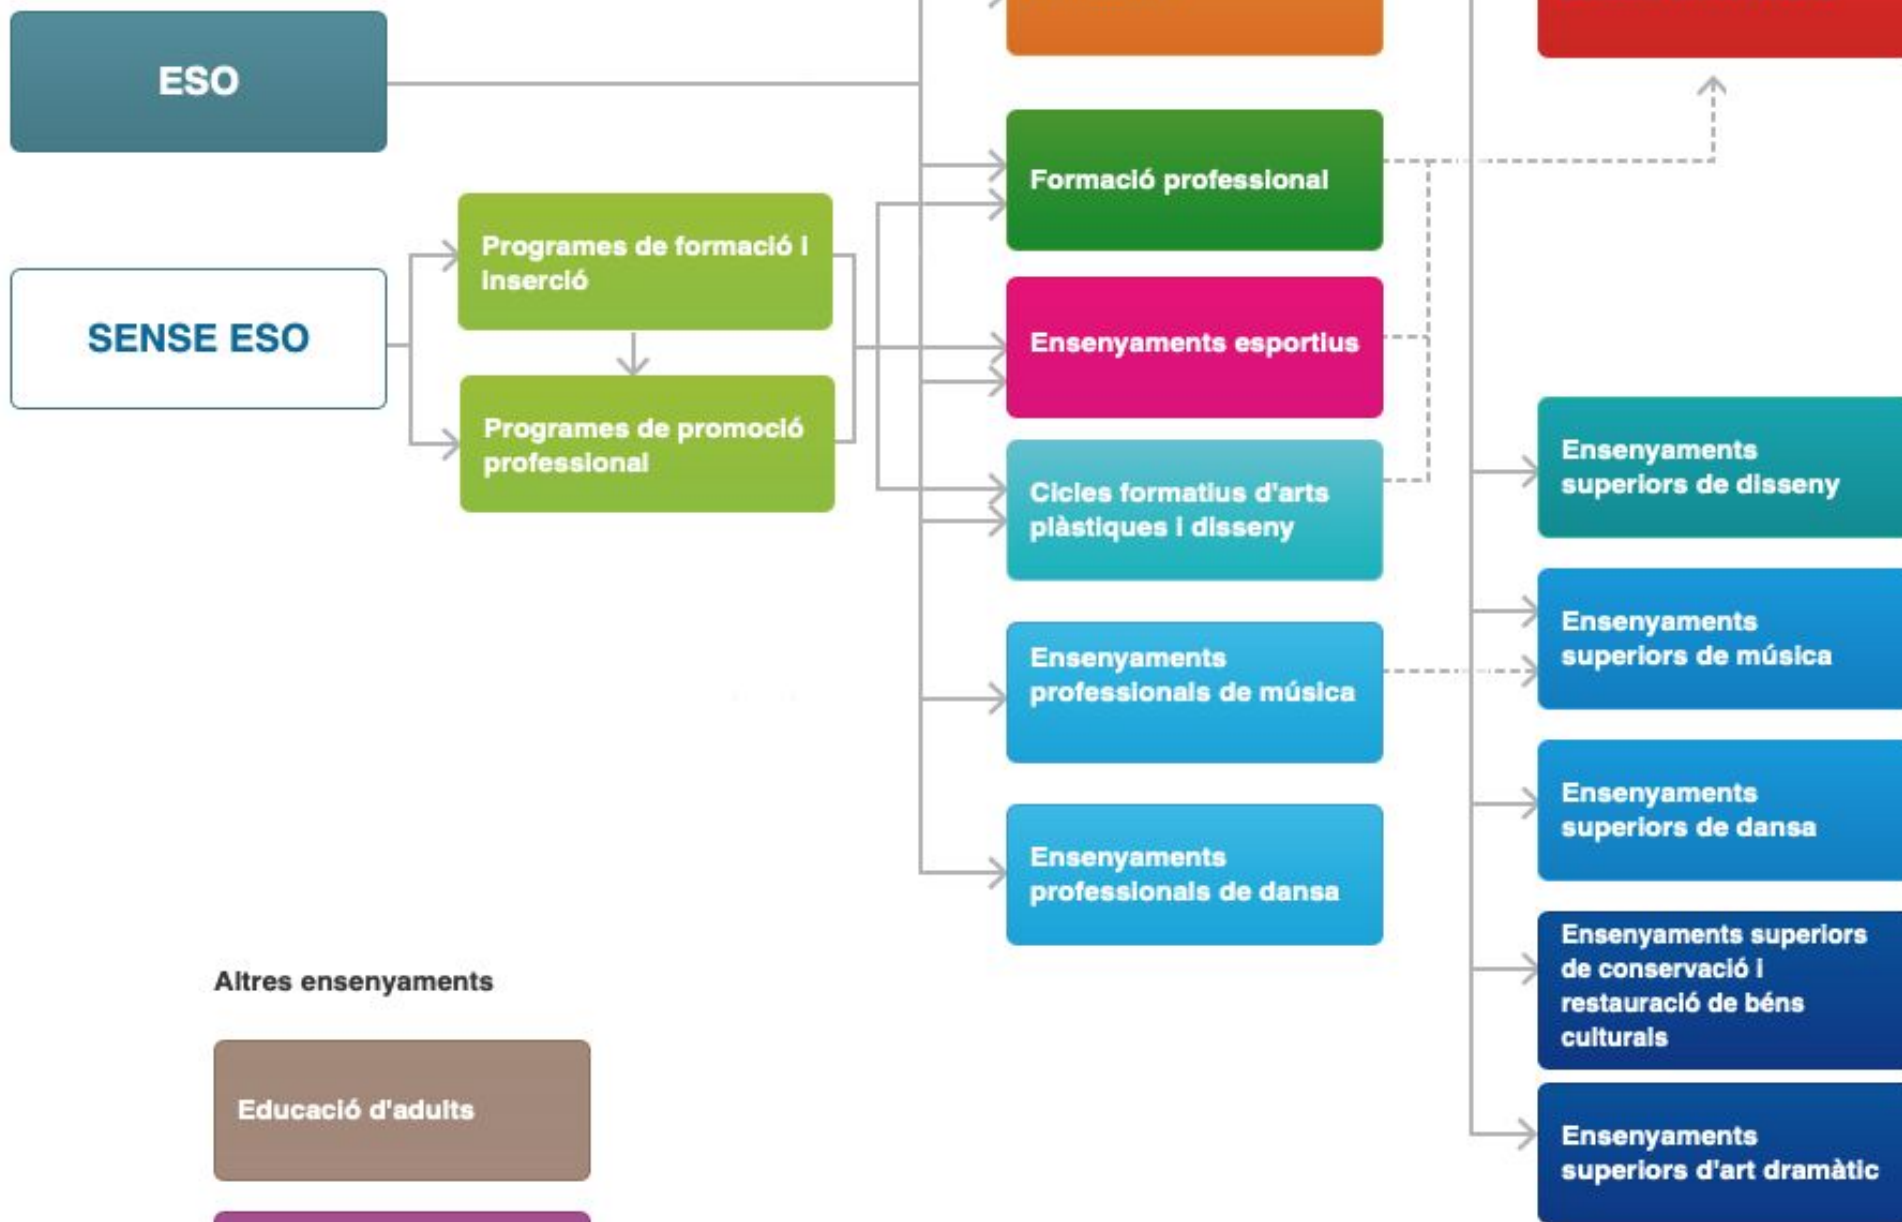 ESO
Formació professional
Programes de formació i
inserció
SENSE ESO
Ensenyaments esportius
Programes de promoció
professional
Cicles formatius d'arts
plàstiques i disseny
Ensenyaments
superiors de disseny
Ensenyaments
professionals de música
Ensenyaments
superiors de música
Ensenyaments
professionals de dansa
Ensenyaments
superiors de dansa
Ensenyaments superiors
de conservació i
restauració de béns
culturals
Altres ensenyaments
Educació d'adults
Ensenyaments
superiors d'art dramàtic